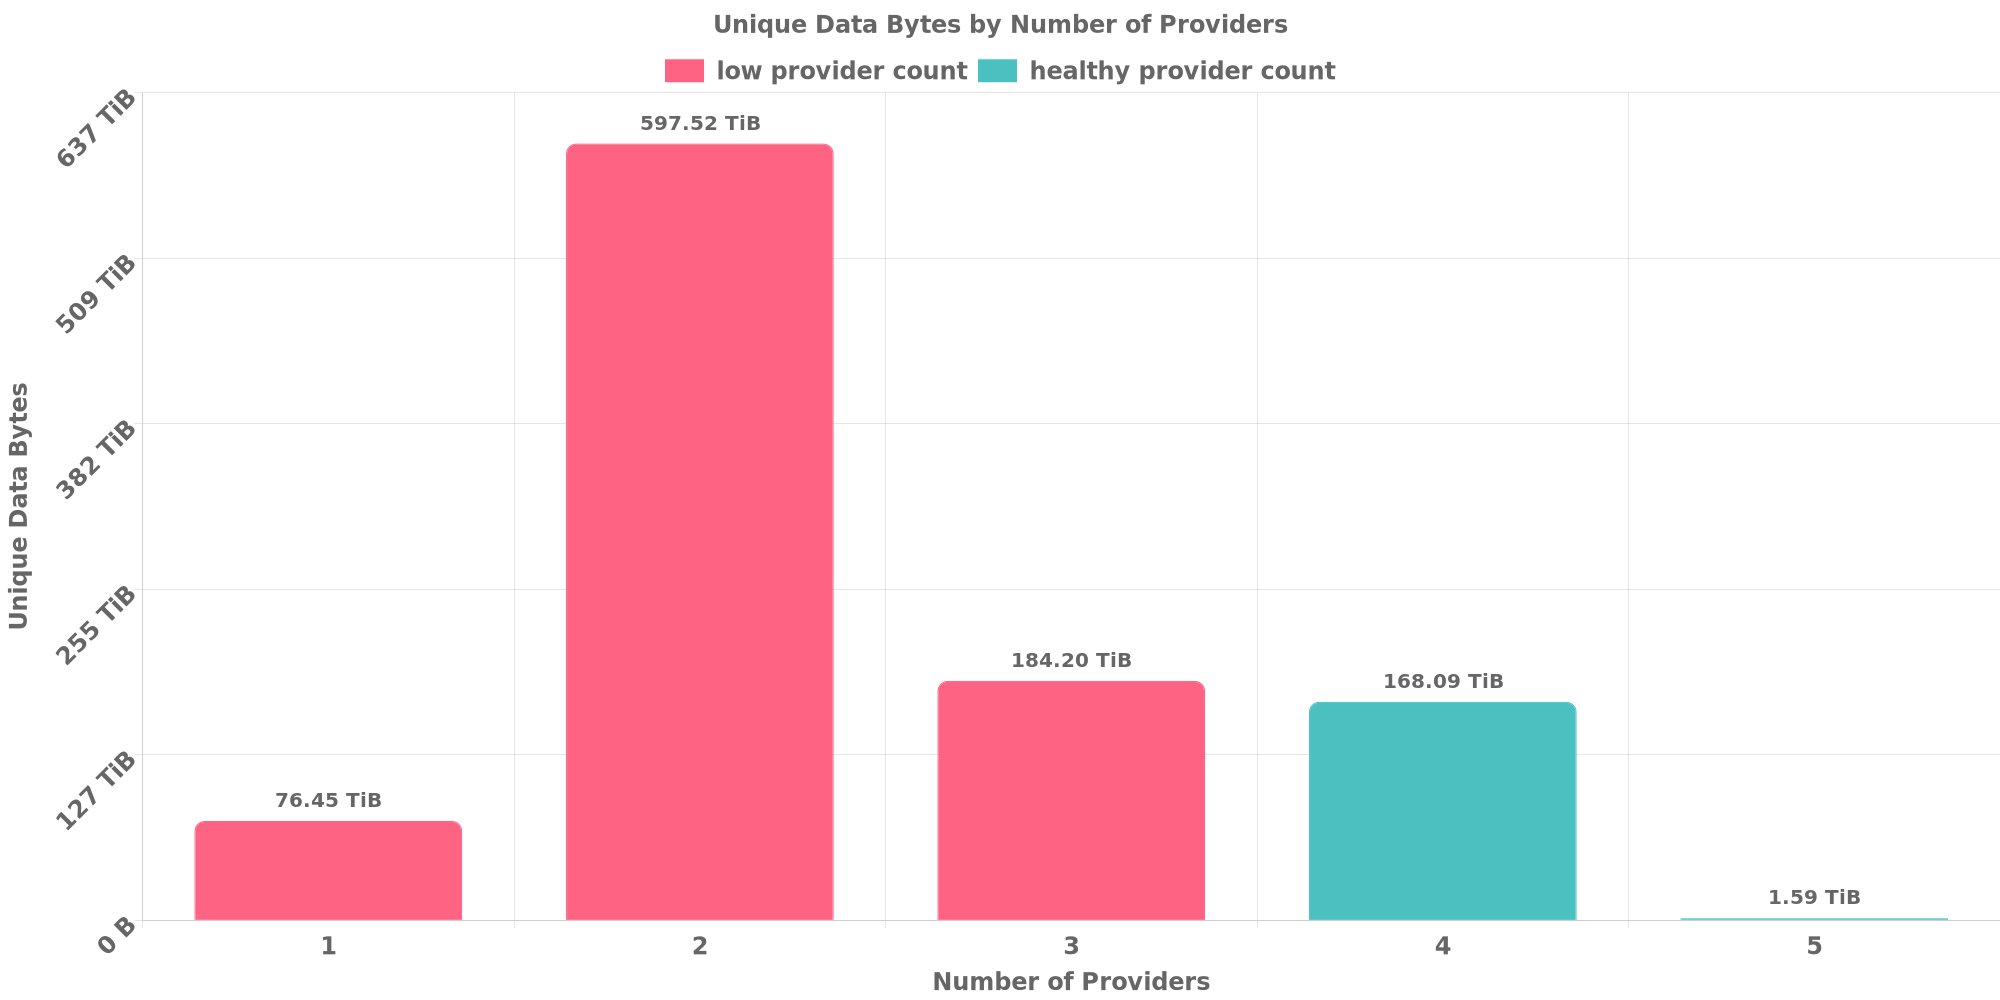 Unique Data Bytes by Number of Providers
low provider count healthy provider count
637 TiB
509 TiB
382 TiB
255 TiB
127 TiB
0 B
Unique Data Bytes
76.45 TiB
597.52 TiB
184.20 TiB
168.09 TiB
1.59 TiB
1 2 3 4 5
Number of Providers